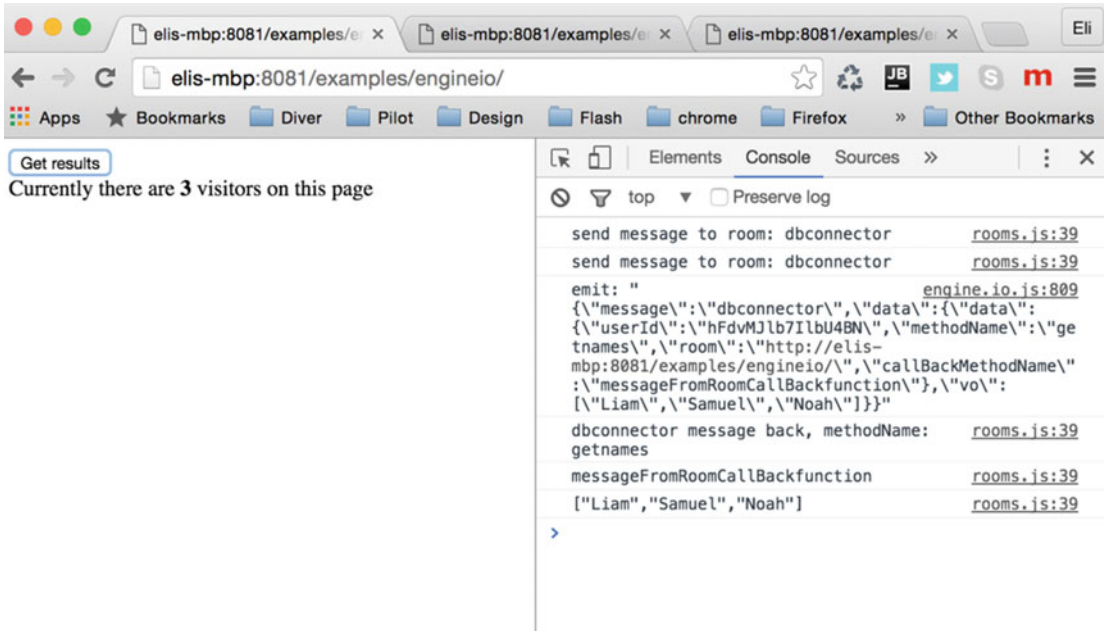 elis-mbp:8081/examples/e
elis-mbp:8081/examples/e
elis-mbp:8081/examples/e
Eli
elis-mbp:8081/examples/engineio/
JB
S
m
Apps
Bookmarks
Diver
Pilot
Design
Flash
chrome
Firefox
»
Other Bookmarks
Get results
Currently there are 3 visitors on this page
Elements Console Sources »
top Preserve log
send message to room: dbconnector rooms.js:39
send message to room: dbconnector rooms.js:39
emit: " engine.io.js:809
{\"message\":\"dbconnector\",\"data\":{\"data\":
{\"userId\":\"hFdvMJlb7IlbU4BN\",\"methodName\":\"ge
tnames\",\"room\":\"http://elis-
mbp:8081/examples/engineio/\",\"callBackMethodName\"
:\"messageFromRoomCallBackfunction\"},\"vo\":
[\"Liam\",\"Samuel\",\"Noah\"]}}"
dbconnector message back, methodName: rooms.js:39
getnames
messageFromRoomCallBackfunction rooms.js:39
["Liam","Samuel","Noah"] rooms.js:39
>